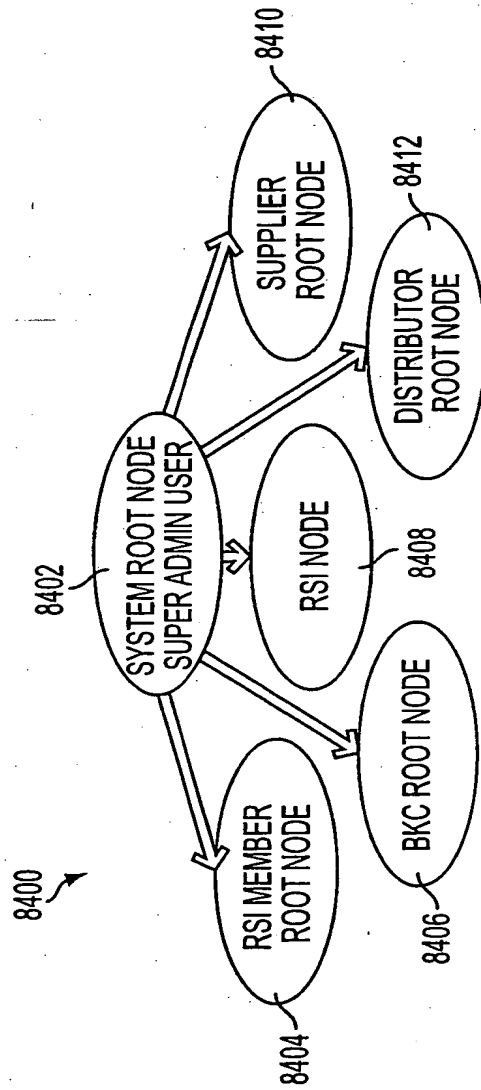 8400
8402
SYSTEM ROOT NODE
SUPER ADMIN USER
RSI MEMBER
ROOT NODE
8404
BKC ROOT NODE
8406
RSI NODE
8408
SUPPLIER
ROOT NODE
8410
DISTRIBUTOR
ROOT NODE
8412